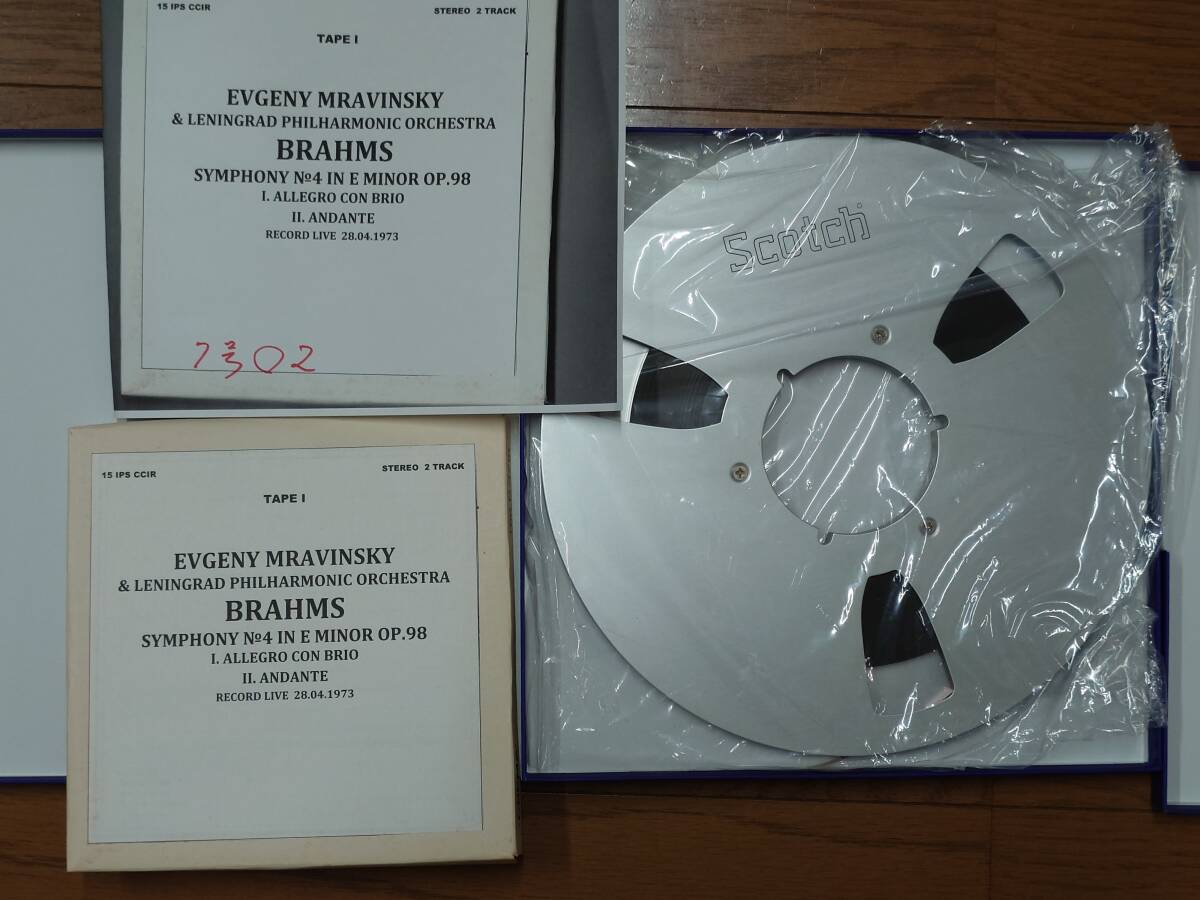 15 IPS CCIR
STEREO 2 TRACK
TAPE I
EVGENY MRAVINSKY
& LENINGRAD PHILHARMONIC ORCHESTRA
BRAHMS
SYMPHONY №4 IN E MINOR OP.98
I. ALLEGRO CON BRIO
II. ANDANTE
RECORD LIVE 28.04.1973
Scotch
15 IPS CCIR
STEREO 2 TRACK
TAPE I
EVGENY MRAVINSKY
& LENINGRAD PHILHARMONIC ORCHESTRA
BRAHMS
SYMPHONY №4 IN E MINOR OP.98
I. ALLEGRO CON BRIO
II. ANDANTE
RECORD LIVE 28.04.1973